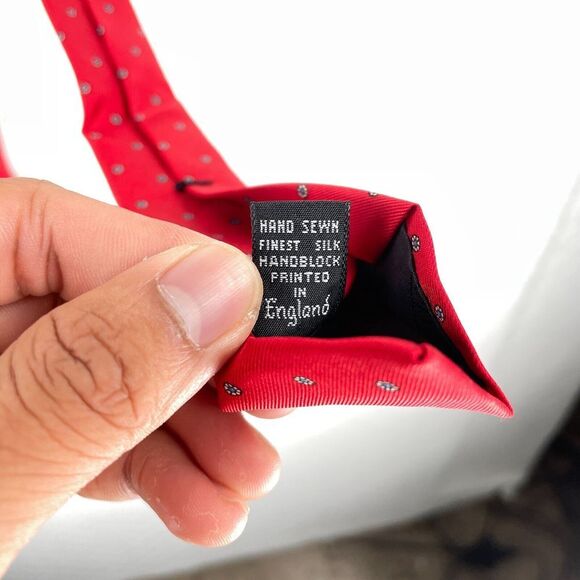 HAND SEWN
FINEST SILK
HANDBLOCK
PRINTED
IN
England